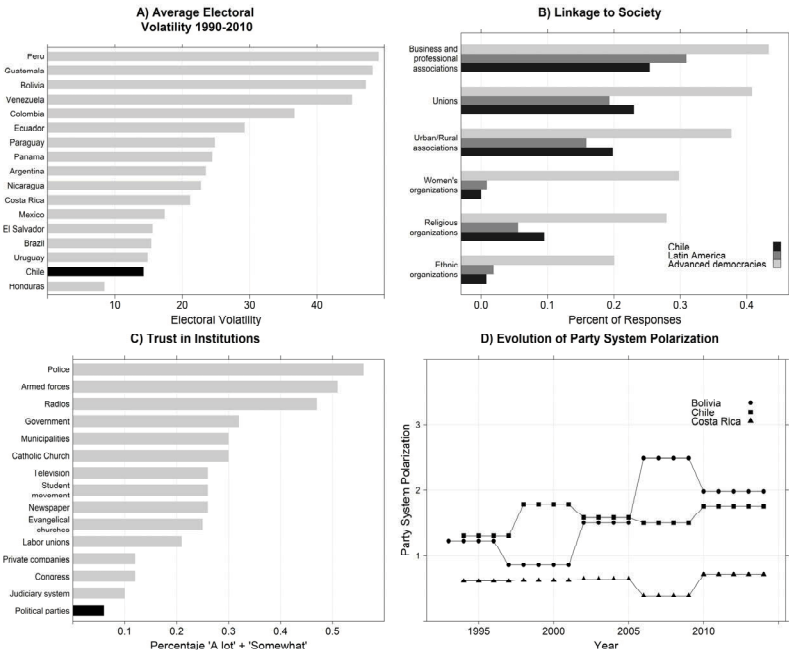 A) Average Electoral
Volatility 1990-2010
Peru
Guatemala
Bolivia
Venezuela
Colombia
Ecuador
Paraguay
Panama
Argentina
Nicaragua
Costa Rica
Mexico
El Salvador
Brazil
Uruguay
Chile
Honduras
10 20 30 40
Electoral Volatility
B) Linkage to Society
Business and
professional
associations
Unions
Urban/Rural
associations
Women's
organizations
Religious
organizations
Ethnic
organizations
Chile
Latin America
Advanced democracies
0.0 0.1 0.2 0.3 0.4
Percent of Responses
C) Trust in Institutions
Police
Armed forces
Radios
Government
Municipalities
Catholic Church
Television
Student
movement
Newspaper
Evangelical
churches
Labor unions
Private companies
Congress
Judiciary system
Political parties
0.1 0.2 0.3 0.4 0.5
Percentaje 'A lot' + 'Somewhat'
D) Evolution of Party System Polarization
Party System Polarization
3
2
1
Bolivia
Chile
Costa Rica
1995 2000 2005 2010
Year